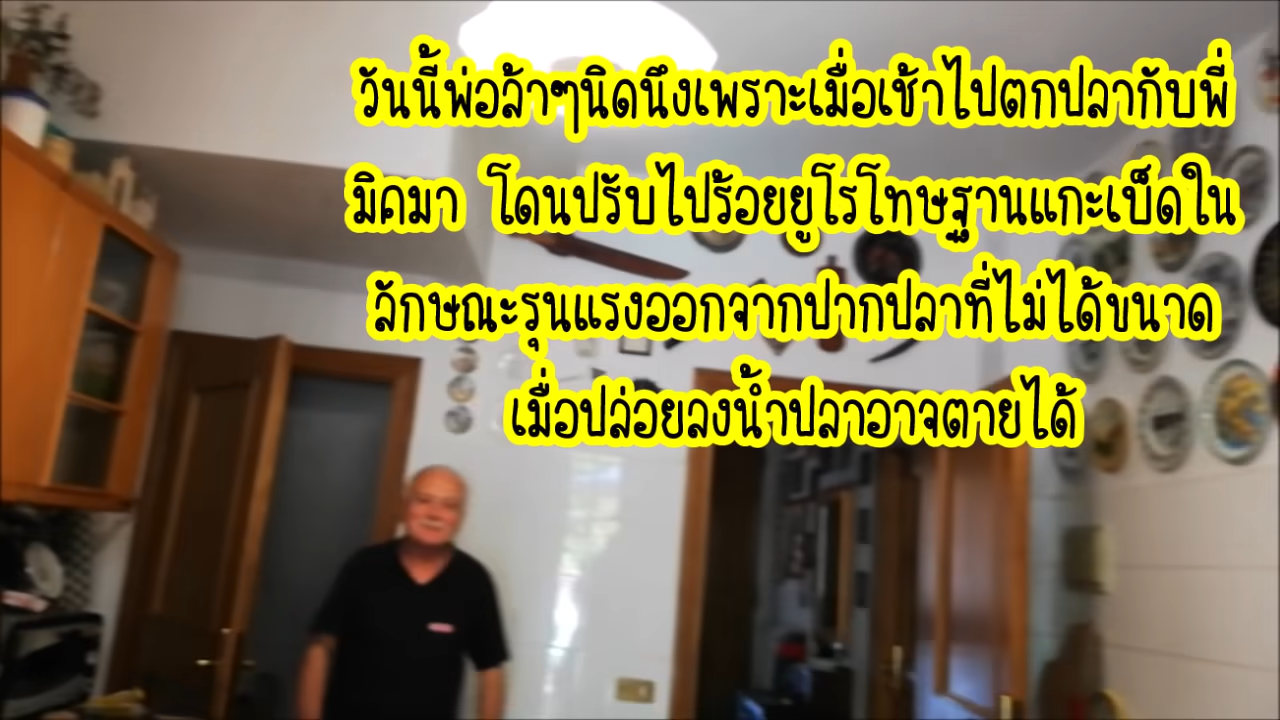 วันนี้พ่อล้าๆนิดนึงเพราะเมื่อเช้าไปตกปลากับพี่
มิคมา โดนปรับไปร้อยยูโรโทษฐานแกะเบ็ดใน
ลักษณะรุนแรงออกจากปากปลาที่ไม่ได้ขนาด
เมื่อปล่อยลงน้ำปลาอาจตายได้